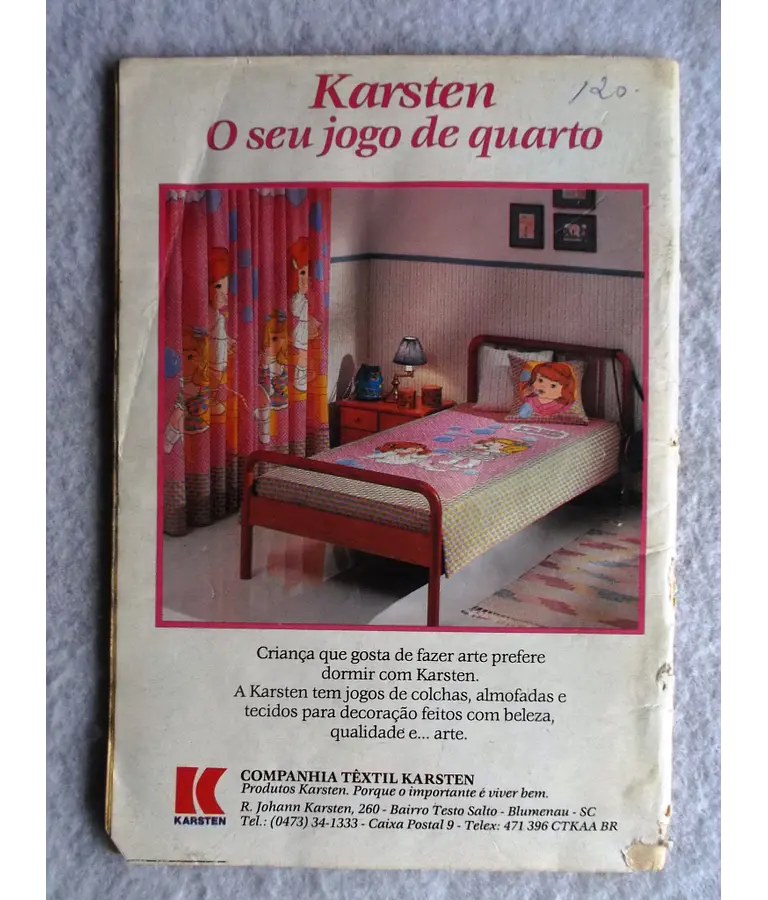 Karsten
120.
O seu jogo de quarto
Criança que gosta de fazer arte prefere
dormir com Karsten.
A Karsten tem jogos de colchas, almofadas e
tecidos para decoração feitos com beleza,
qualidade e... arte.
KARSTEN
COMPANHIA TÊXTIL KARSTEN
Produtos Karsten. Porque o importante é viver bem.
R. Johann Karsten, 260 - Bairro Testo Salto - Blumenau - SC
Tel.: (0473) 34-1333 - Caixa Postal 9 - Telex: 471 396 CTKAA BR